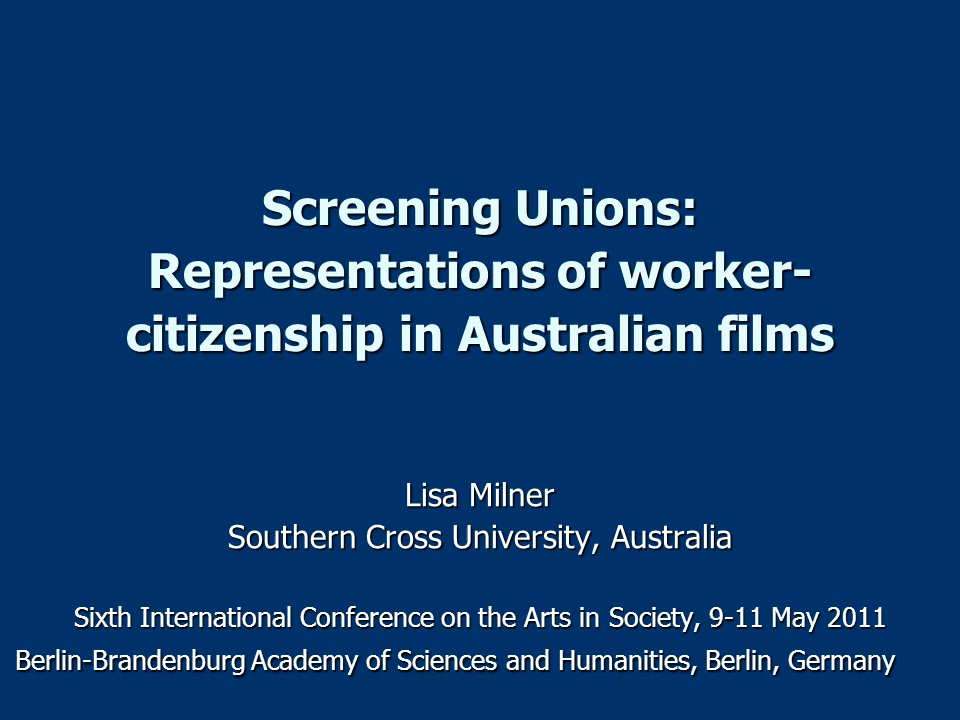 Screening Unions:
Representations of worker-
citizenship in Australian films
Lisa Milner
Southern Cross University, Australia
Sixth International Conference on the Arts in Society, 9-11 May 2011
Berlin-Brandenburg Academy of Sciences and Humanities, Berlin, Germany